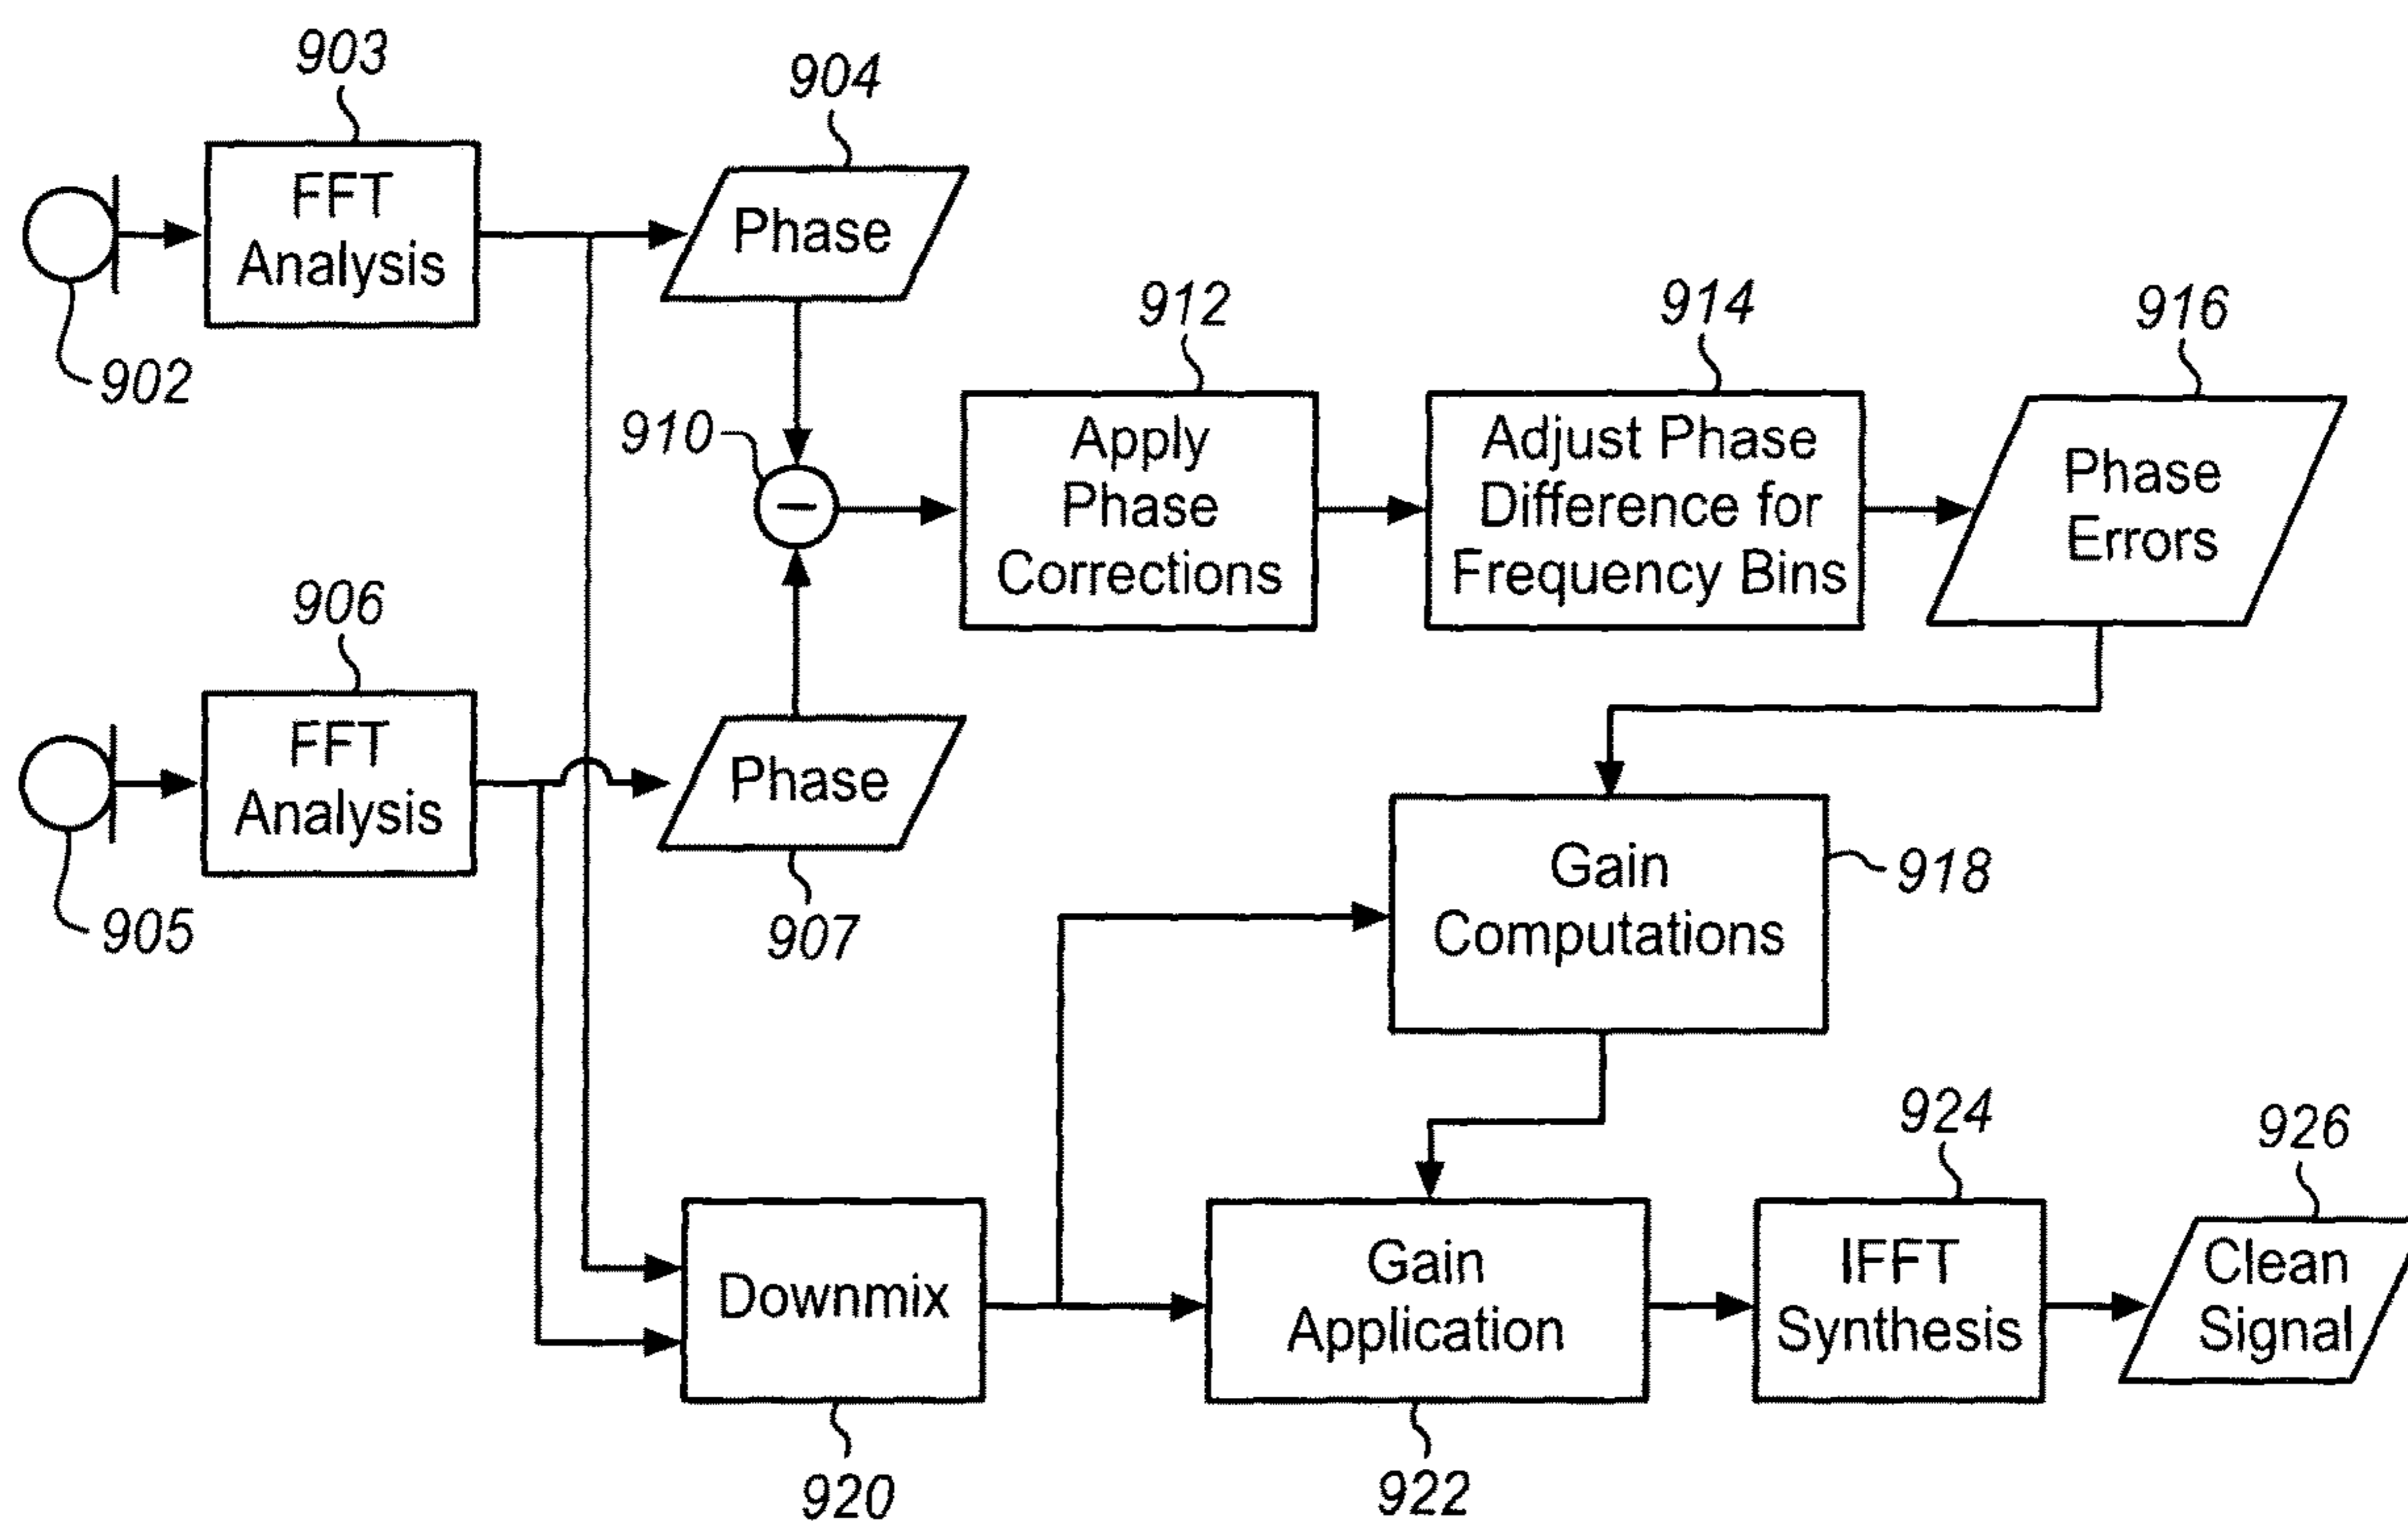 903
904
FFT
Analysis
Phase
902
912
914
916
910
Apply
Phase
Corrections
Adjust Phase
Difference for
Frequency Bins
Phase
Errors
−
906
FFT
Analysis
Phase
905
907
Gain
Computations
918
924
926
Downmix
Gain
Application
IFFT
Synthesis
Clean
Signal
920
922